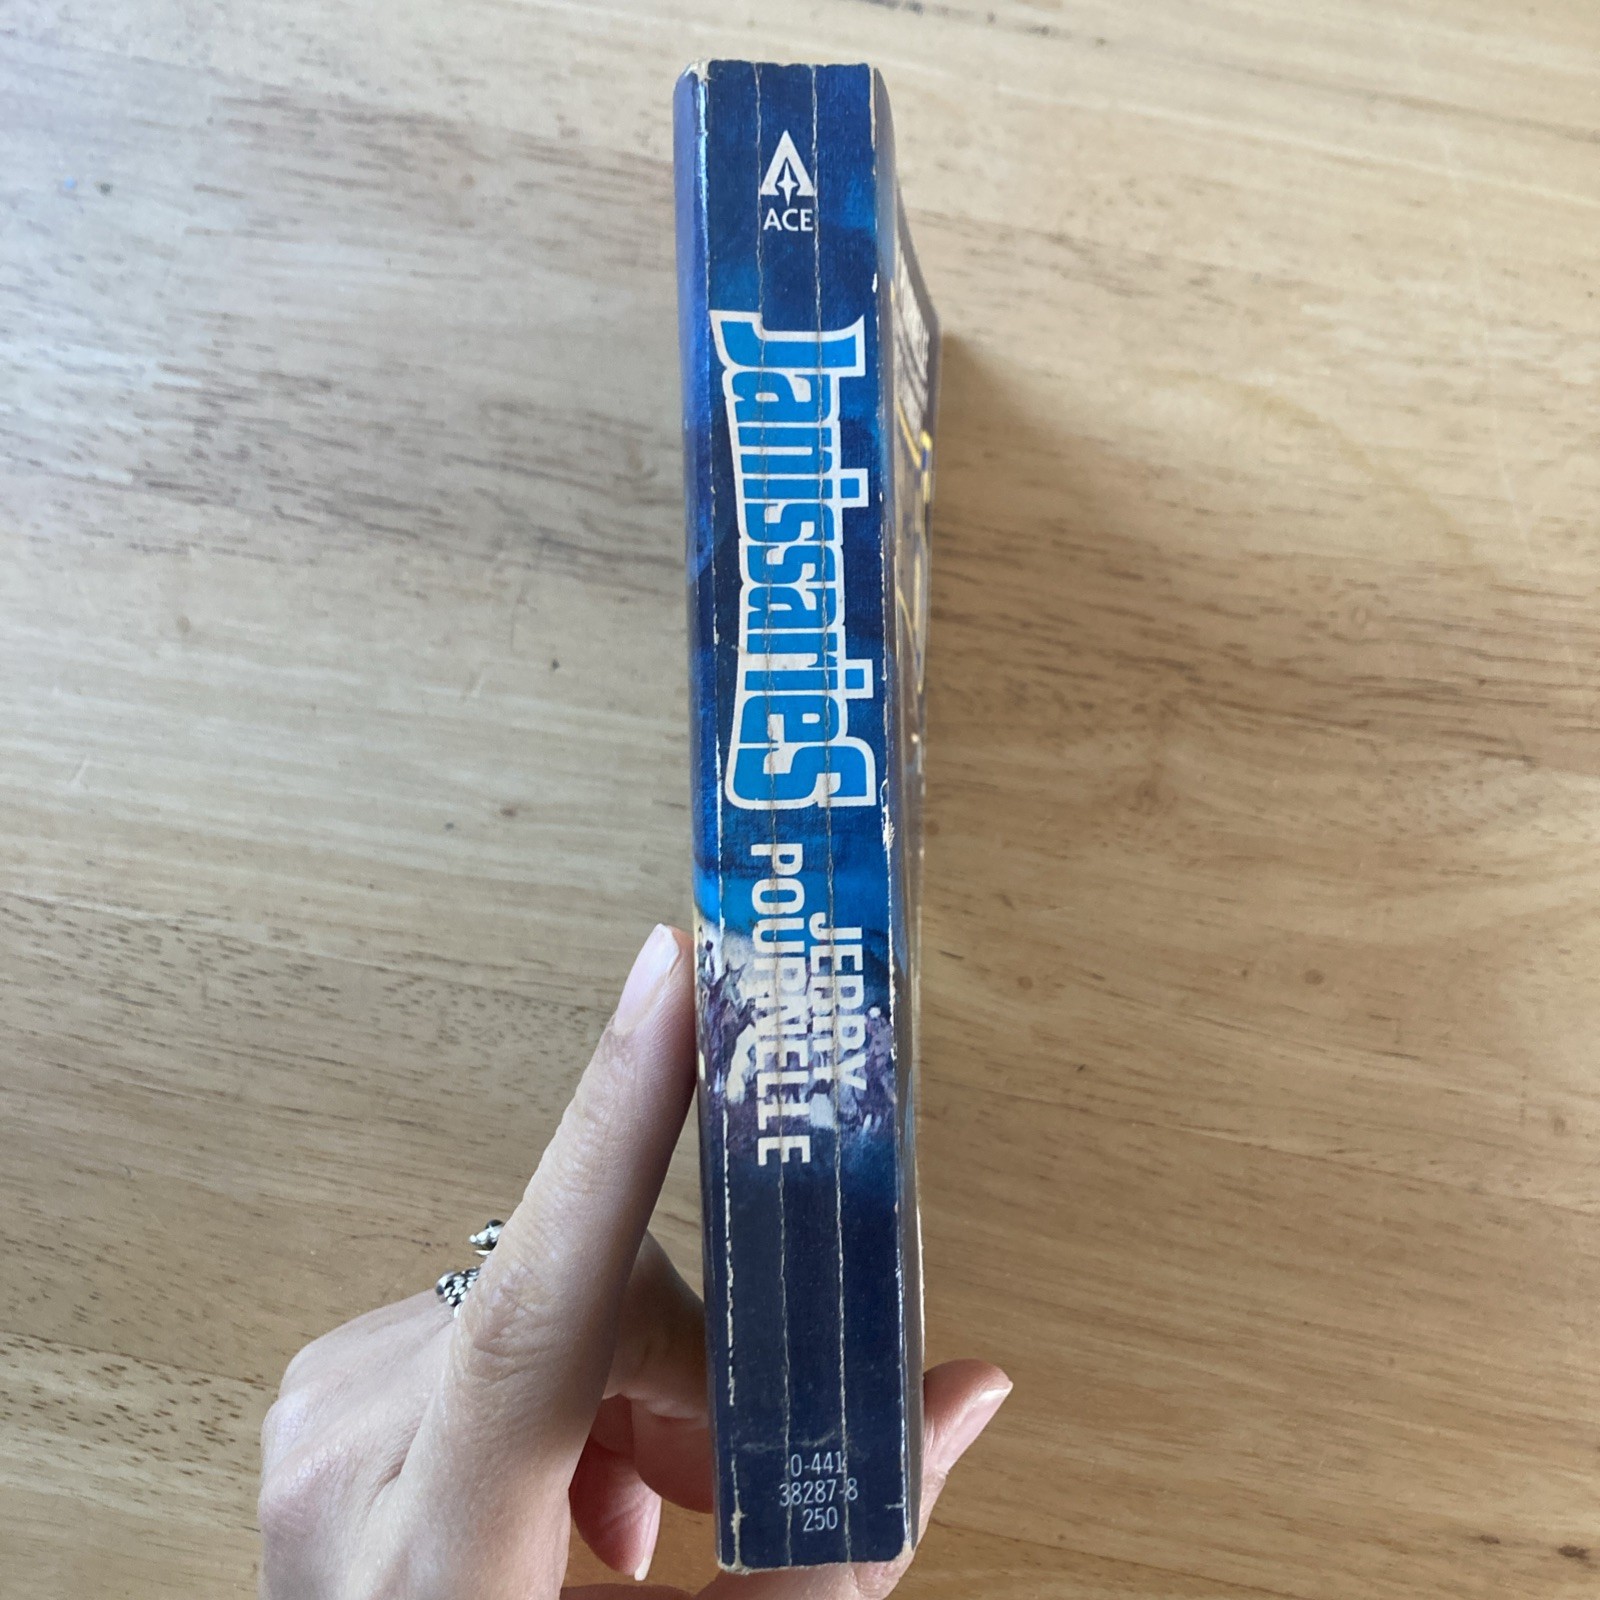 ACE
Janissaries
JERRY
POURNELLE
0-441
38287-8
250